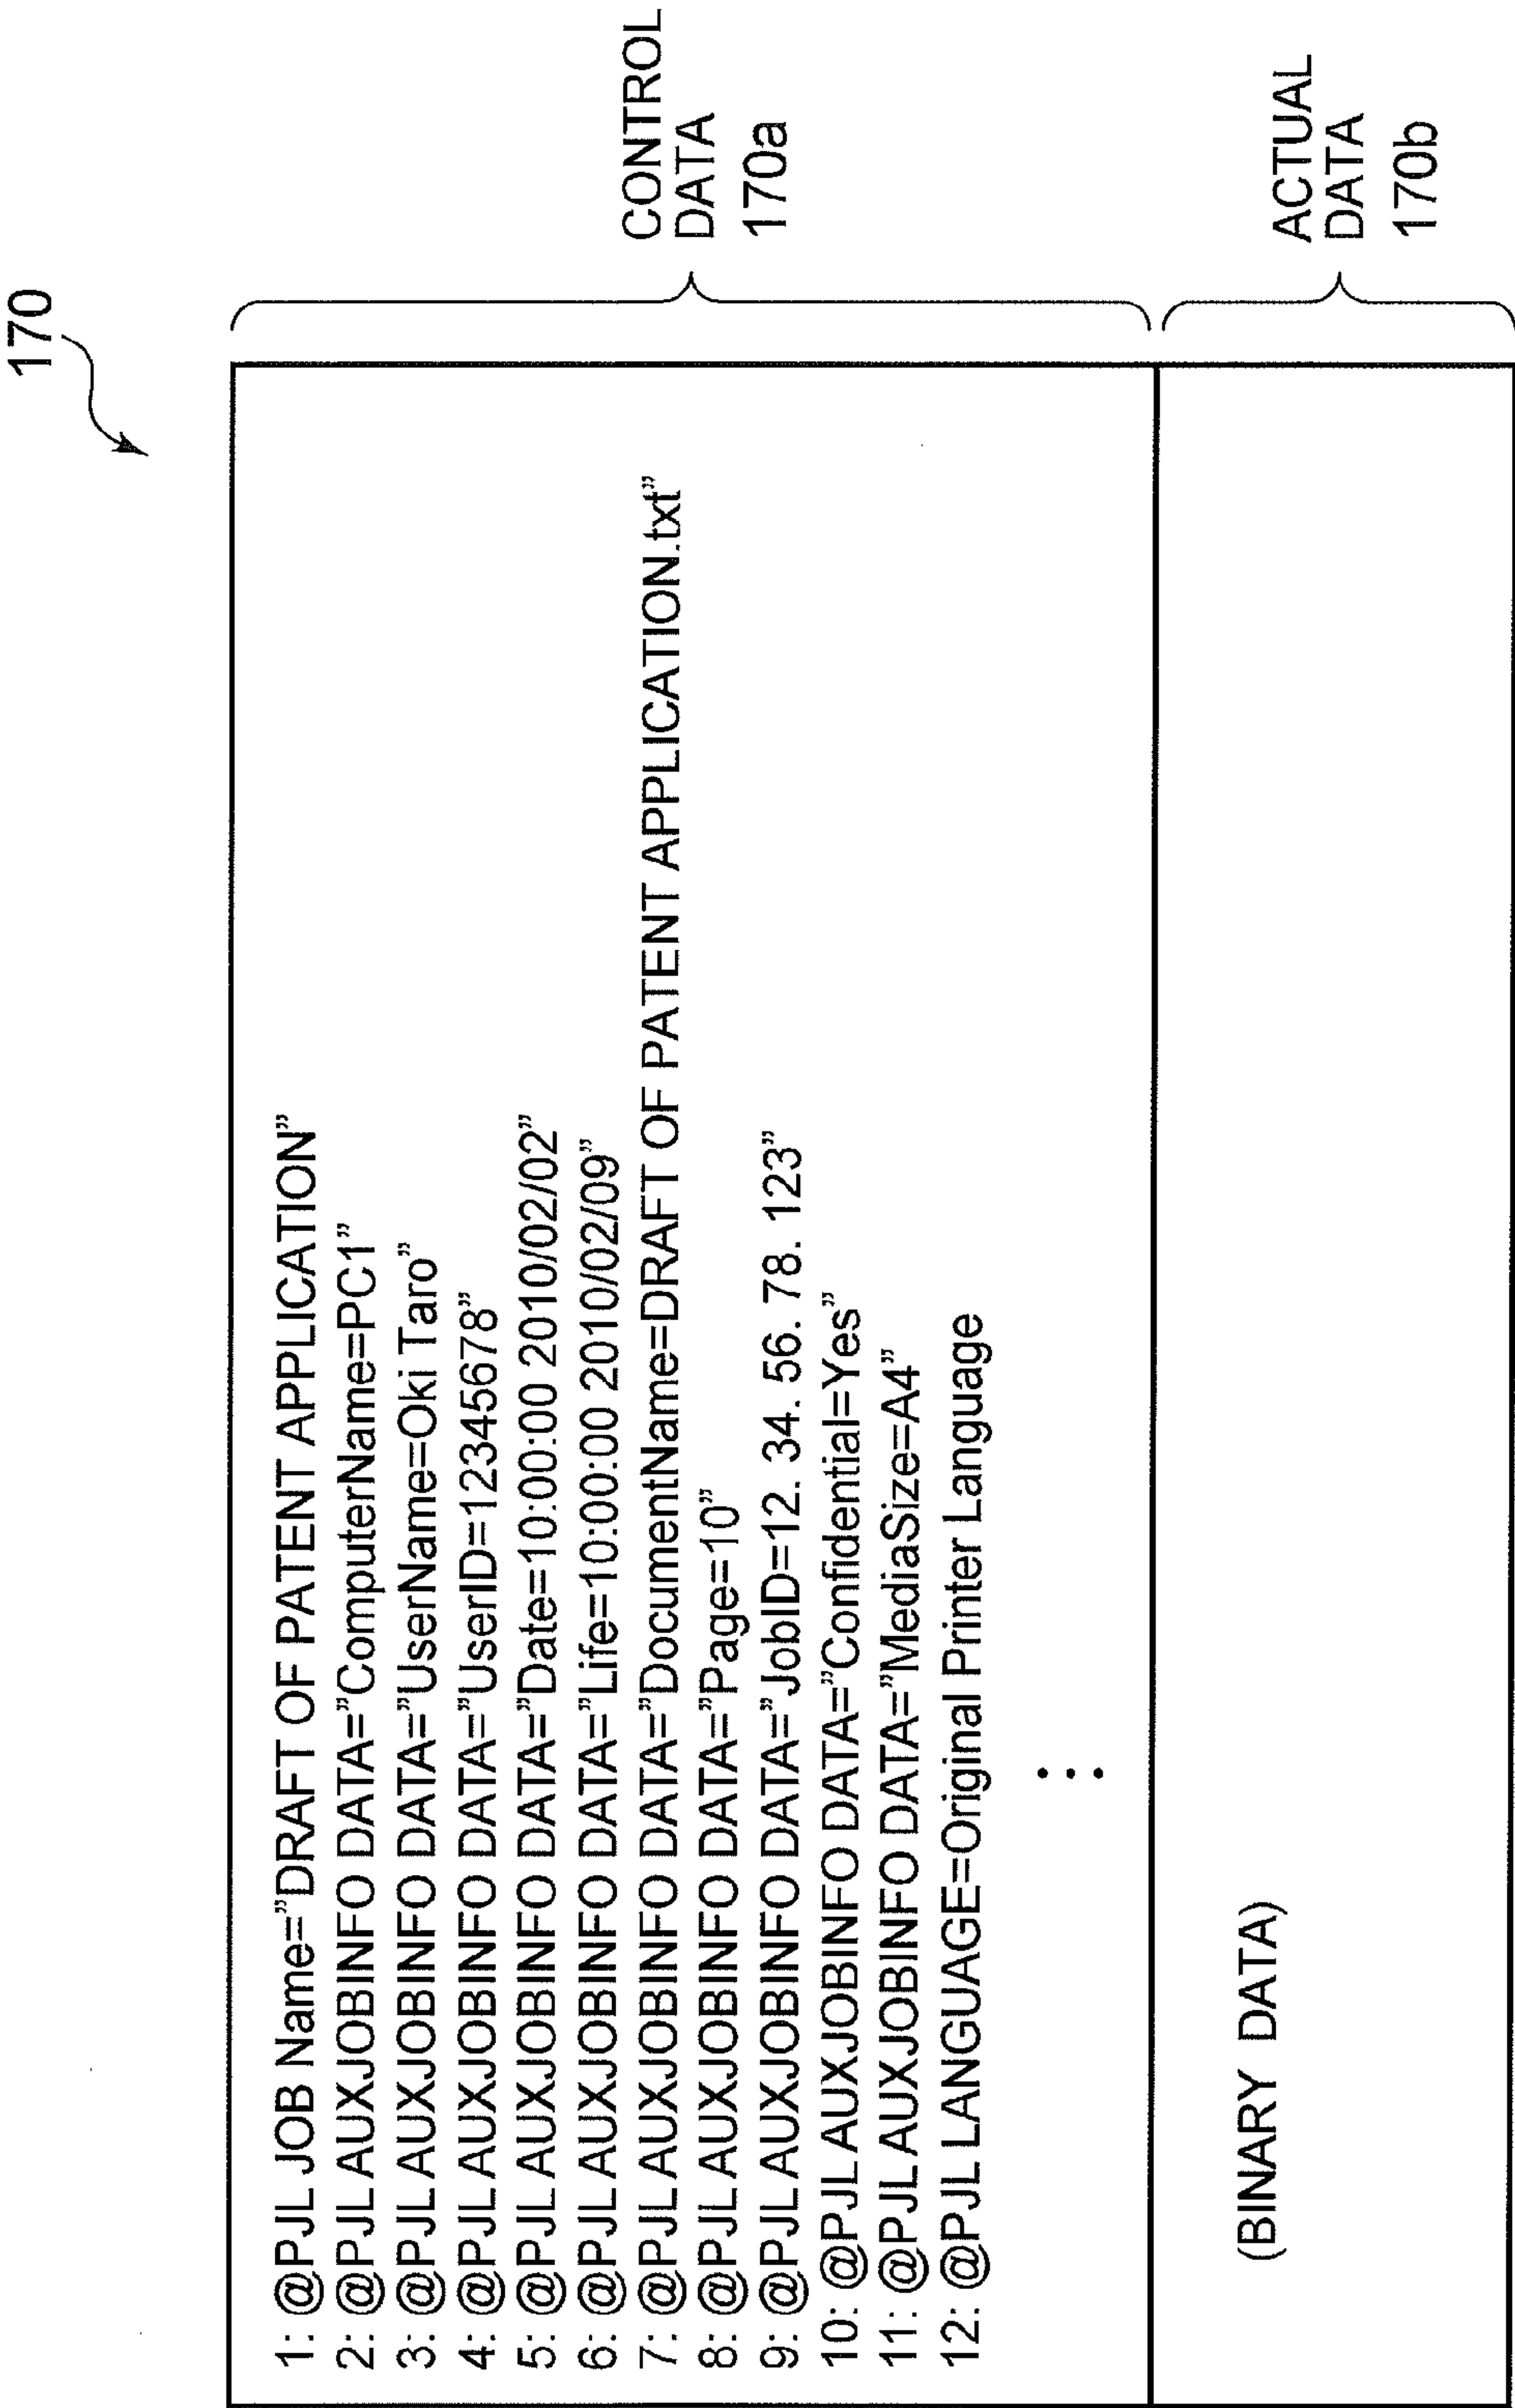 170
1: @PJL JOB Name=”DRAFT OF PATENT APPLICATION”
2: @PJL AUXJOBINFO DATA=”ComputerName=PC1”
3: @PJL AUXJOBINFO DATA=”UserName=Oki Taro”
4: @PJL AUXJOBINFO DATA=”UserID=12345678”
5: @PJL AUXJOBINFO DATA=”Date=10:00:00 2010/02/02”
6: @PJL AUXJOBINFO DATA=”Life=10:00:00 2010/02/09”
7: @PJL AUXJOBINFO DATA=”DocumentName=DRAFT OF PATENT APPLICATION.txt”
8: @PJL AUXJOBINFO DATA=”Page=10”
9: @PJL AUXJOBINFO DATA=”JobID=12. 34. 56. 78. 123”
10: @PJL AUXJOBINFO DATA=”Confidential=Yes”
11: @PJL AUXJOBINFO DATA=”MediaSize=A4”
12: @PJL LANGUAGE=Original Printer Language
CONTROL
DATA
170a
(BINARY DATA)
ACTUAL
DATA
170b